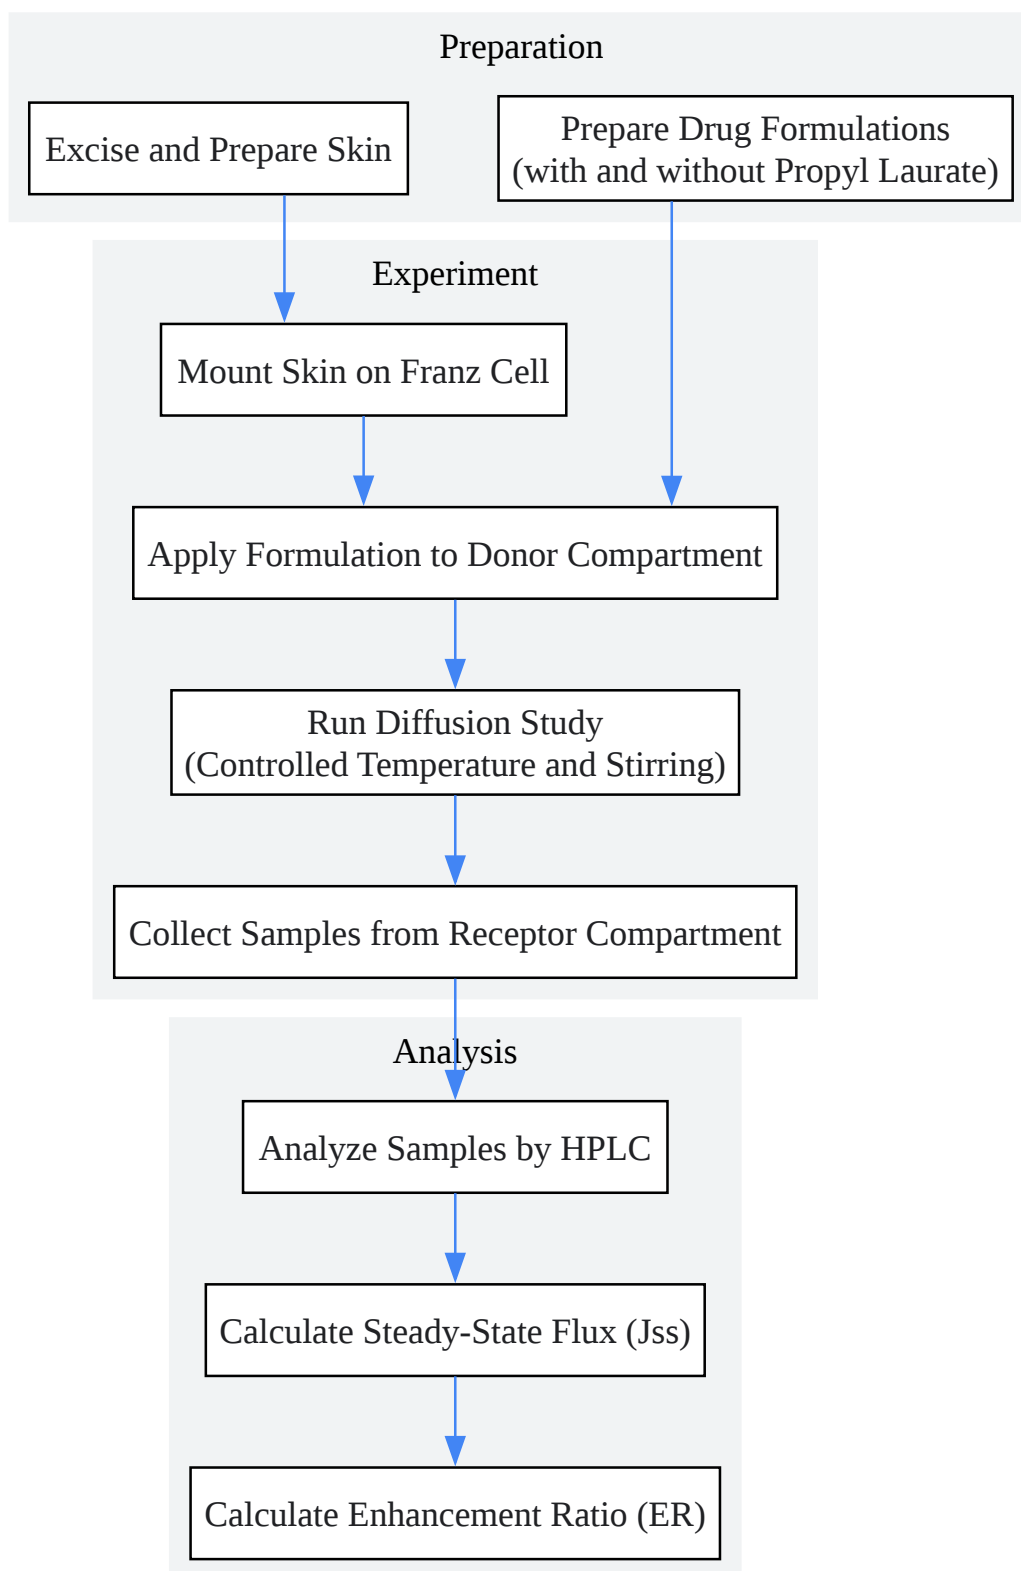 Preparation
Excise and Prepare Skin
Prepare Drug Formulations
(with and without Propyl Laurate)
Experiment
Mount Skin on Franz Cell
Apply Formulation to Donor Compartment
Run Diffusion Study
(Controlled Temperature and Stirring)
Collect Samples from Receptor Compartment
Analysis
Analyze Samples by HPLC
Calculate Steady-State Flux (Jss)
Calculate Enhancement Ratio (ER)